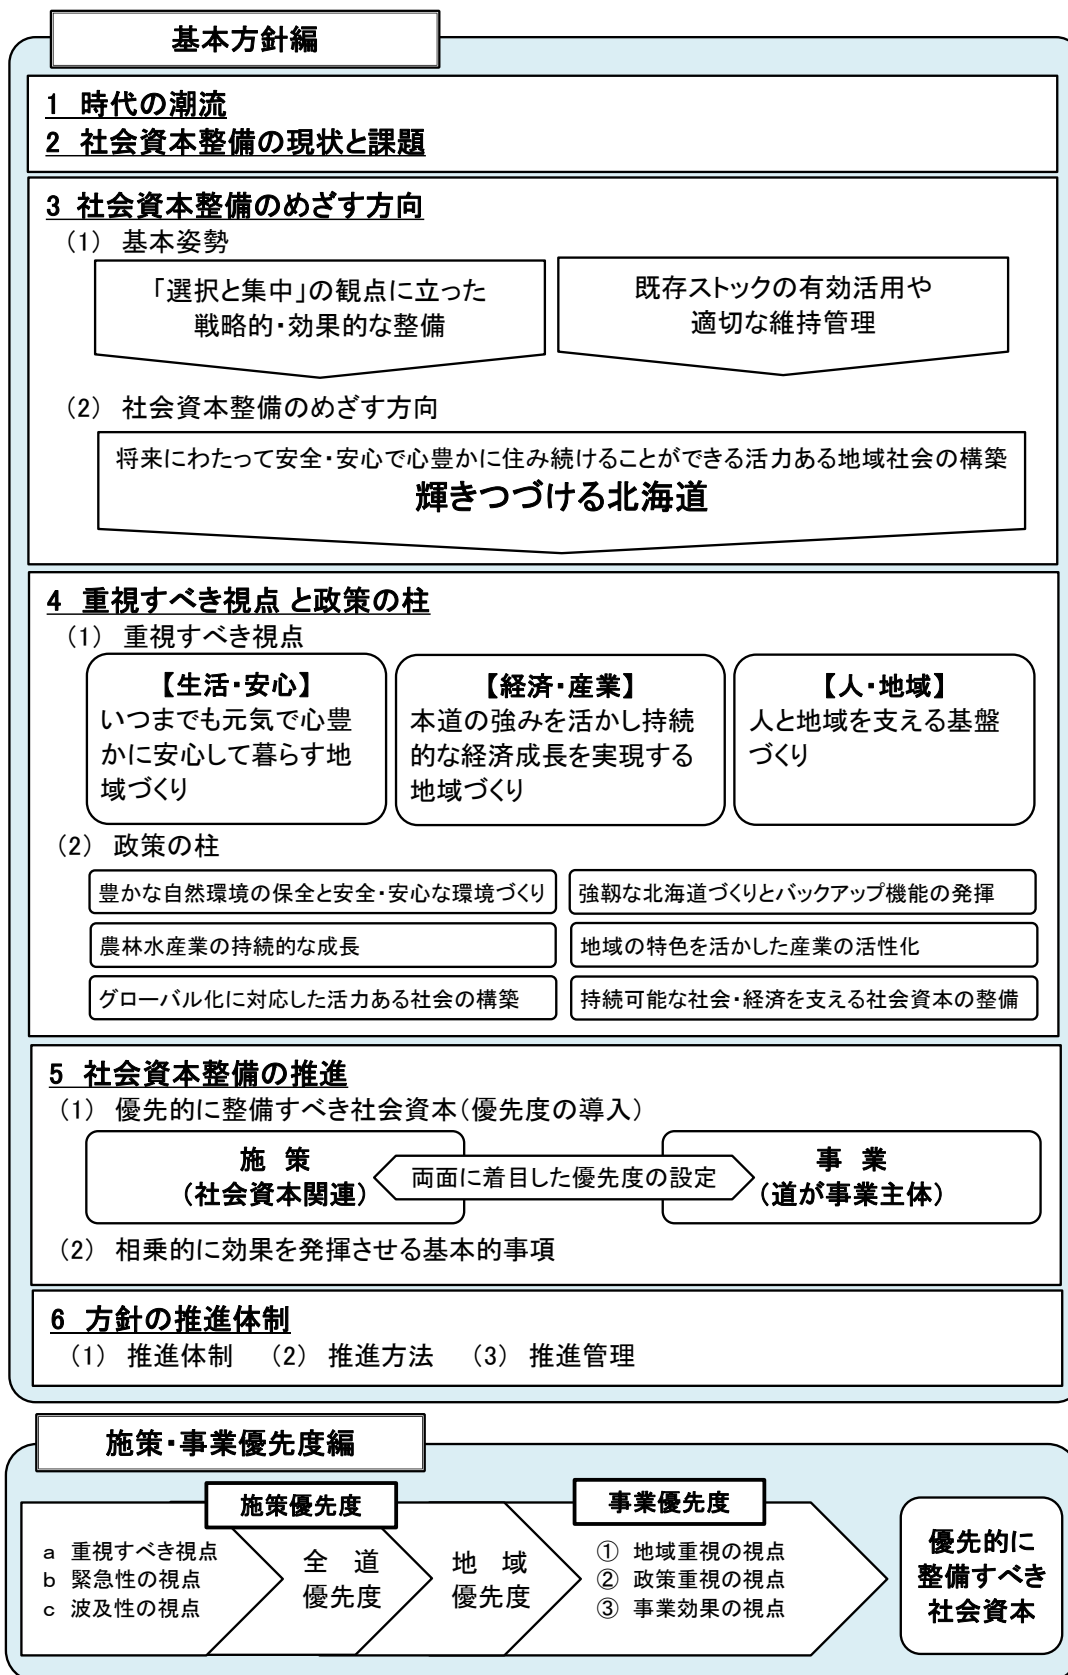 基本方針編
1 時代の潮流
2 社会資本整備の現状と課題
3 社会資本整備のめざす方向
(1) 基本姿勢
「選択と集中」の観点に立った
戦略的・効果的な整備
既存ストックの有効活用や
適切な維持管理
(2) 社会資本整備のめざす方向
将来にわたって安全・安心で心豊かに住み続けることができる活力ある地域社会の構築
輝きつづける北海道
4 重視すべき視点 と政策の柱
(1) 重視すべき視点
【生活・安心】
いつまでも元気で心豊
かに安心して暮らす地
域づくり
【経済・産業】
本道の強みを活かし持続
的な経済成長を実現する
地域づくり
【人・地域】
人と地域を支える基盤
づくり
(2) 政策の柱
豊かな自然環境の保全と安全・安心な環境づくり
強靱な北海道づくりとバックアップ機能の発揮
農林水産業の持続的な成長
地域の特色を活かした産業の活性化
グローバル化に対応した活力ある社会の構築
持続可能な社会・経済を支える社会資本の整備
5 社会資本整備の推進
(1) 優先的に整備すべき社会資本(優先度の導入)
施 策
(社会資本関連)
両面に着目した優先度の設定
事 業
(道が事業主体)
(2) 相乗的に効果を発揮させる基本的事項
6 方針の推進体制
(1) 推進体制 (2) 推進方法 (3) 推進管理
施策・事業優先度編
施策優先度
a 重視すべき視点
b 緊急性の視点
c 波及性の視点
全 道
優先度
地 域
優先度
事業優先度
① 地域重視の視点
② 政策重視の視点
③ 事業効果の視点
優先的に
整備すべき
社会資本